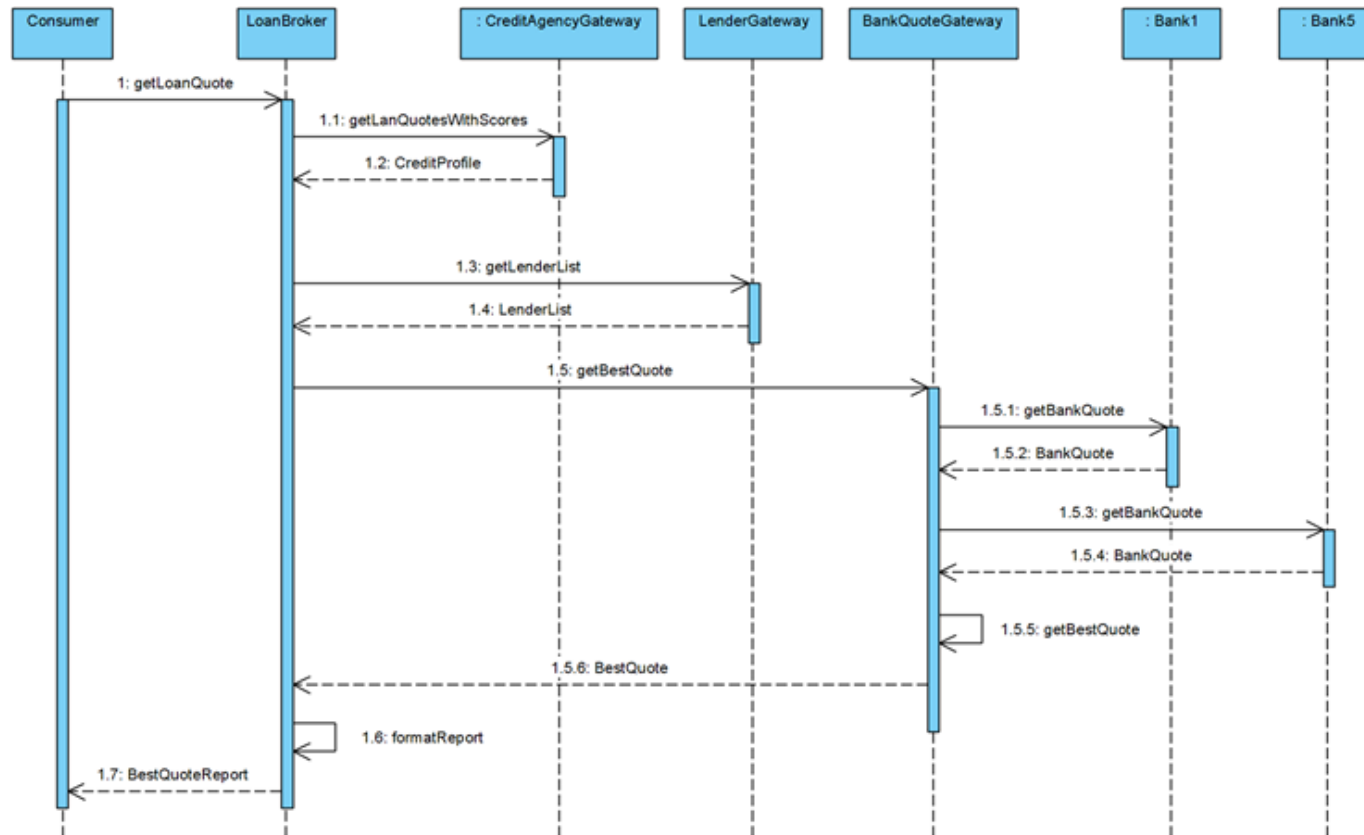 Consumer
LoanBroker
: CreditAgencyGateway
LenderGateway
BankQuoteGateway
: Bank1
: Bank5
1: getLoanQuote
1.1: getLanQuotesWithScores
1.2: CreditProfile
1.3: getLenderList
1.4: LenderList
1.5: getBestQuote
1.5.1: getBankQuote
1.5.2: BankQuote
1.5.3: getBankQuote
1.5.4: BankQuote
1.5.5: getBestQuote
1.5.6: BestQuote
1.6: formatReport
1.7: BestQuoteReport